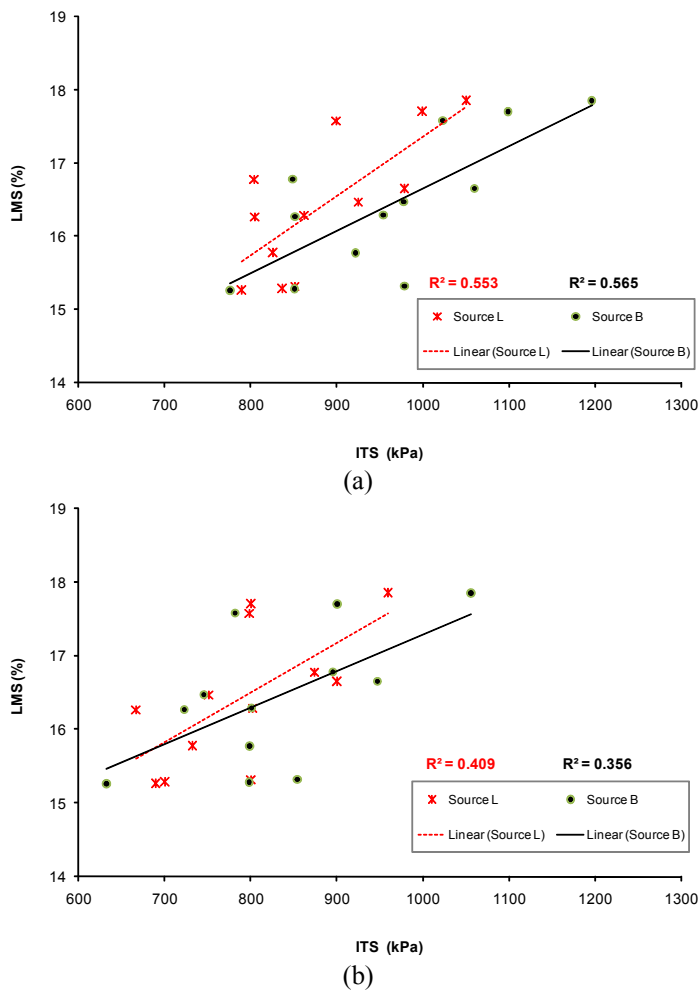 19
18
17
LMS (%)
16
R² = 0.553 R² = 0.565
15
Source L Source B
Linear (Source L) Linear (Source B)
14
600 700 800 900 1000 1100 1200 1300
ITS (kPa)
(a)
19
18
17
LMS (%)
16
R² = 0.409 R² = 0.356
15
Source L Source B
Linear (Source L) Linear (Source B)
14
600 700 800 900 1000 1100 1200 1300
ITS (kPa)
(b)